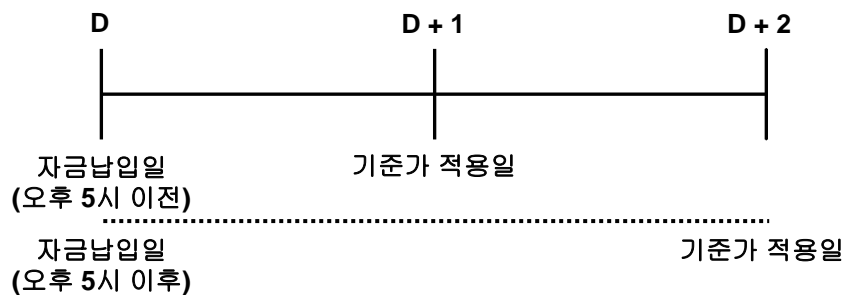 D D + 1 D + 2
자금납입일 기준가 적용일
(오후 5시 이전)
자금납입일 기준가 적용일
(오후 5시 이후)